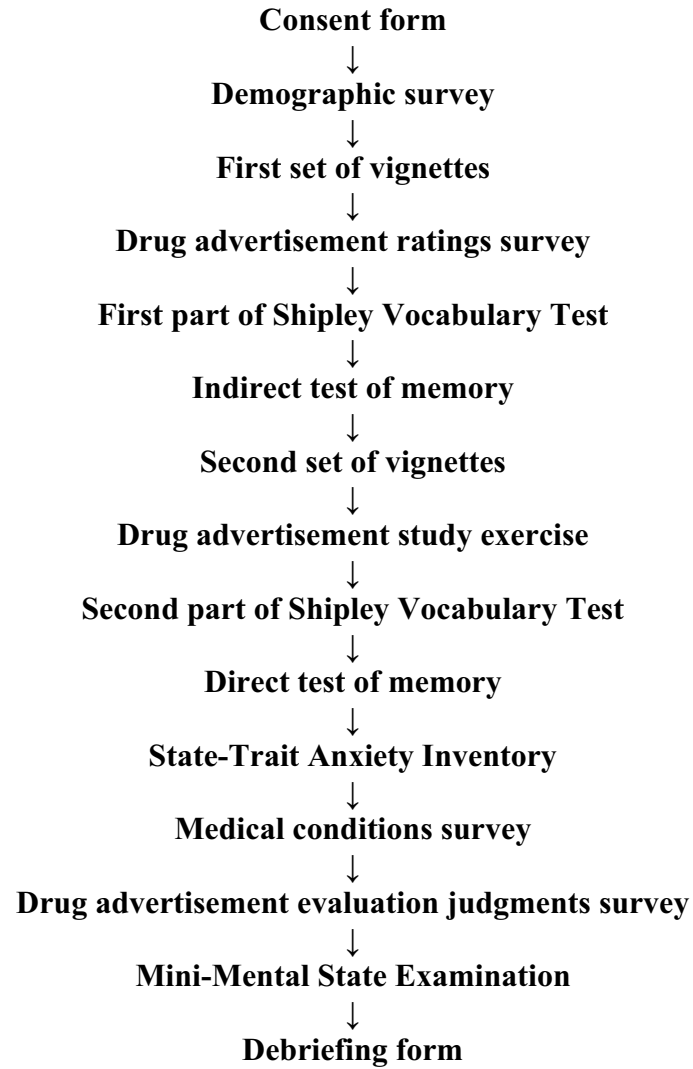 Consent form
↓
Demographic survey
↓
First set of vignettes
↓
Drug advertisement ratings survey
↓
First part of Shipley Vocabulary Test
↓
Indirect test of memory
↓
Second set of vignettes
↓
Drug advertisement study exercise
↓
Second part of Shipley Vocabulary Test
↓
Direct test of memory
↓
State-Trait Anxiety Inventory
↓
Medical conditions survey
↓
Drug advertisement evaluation judgments survey
↓
Mini-Mental State Examination
↓
Debriefing form